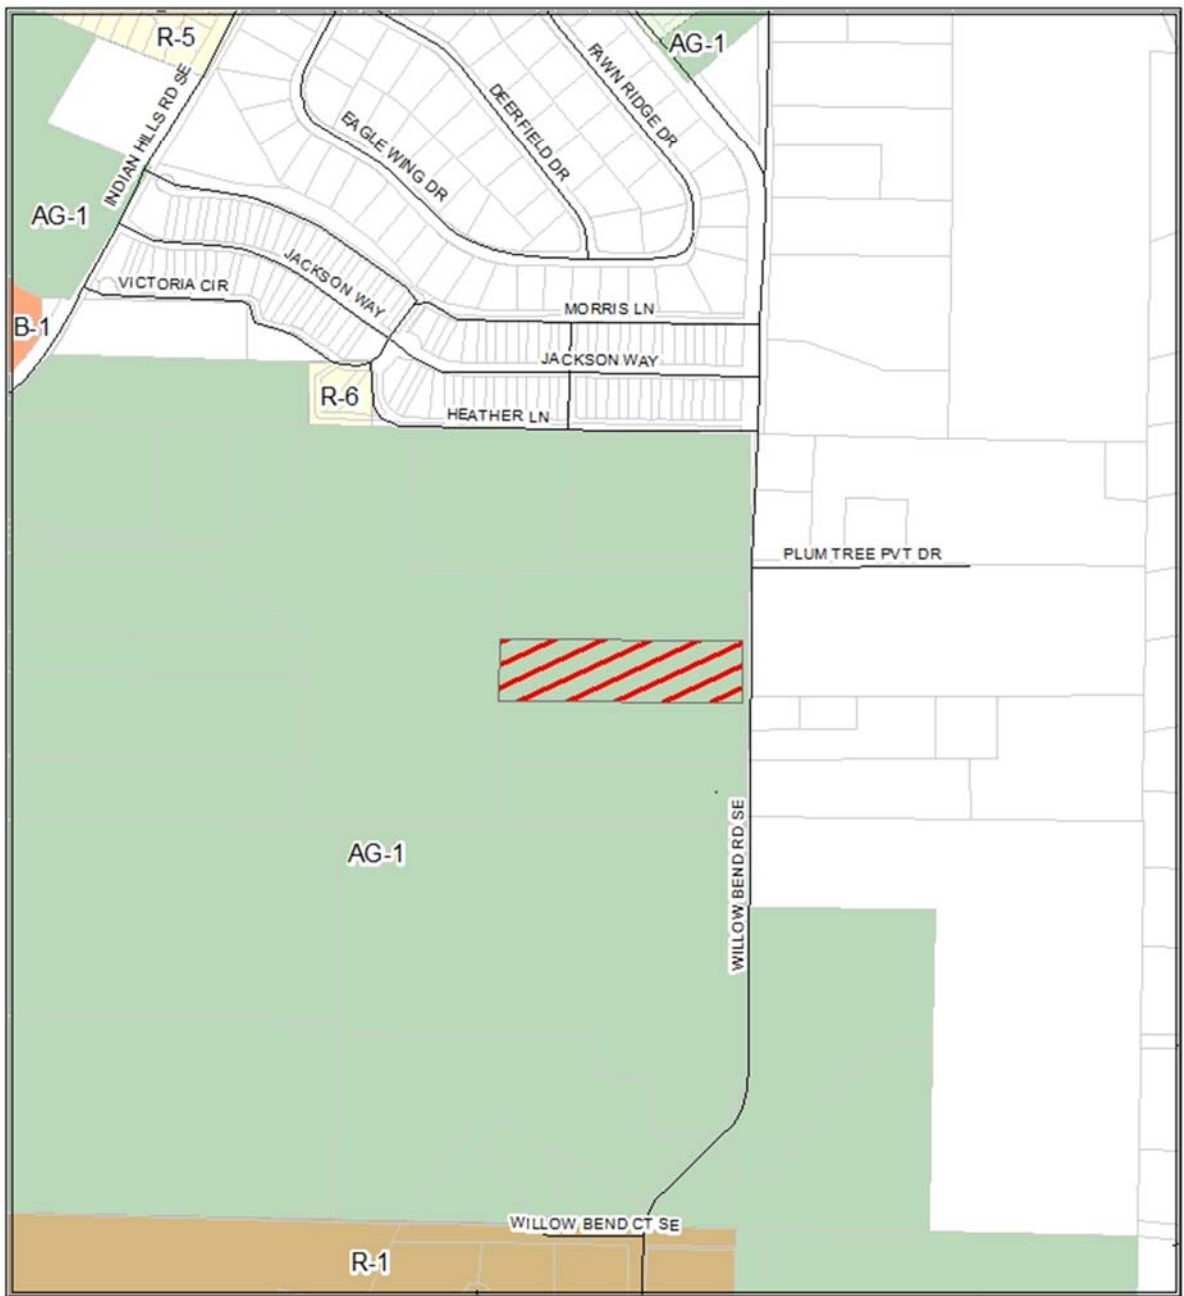 R-5
AG-1
FAWN RIDGE DR
DEERFIELD DR
INDIAN HILLS RD SE
EAGLE WING DR
AG-1
JACKSON WAY
VICTORIA CIR
MORRIS LN
B-1
JACKSON WAY
R-6
HEATHER LN
PLUM TREE PVT DR
AG-1
WILLOW BEND RD SE
WILLOW BEND CT SE
R-1